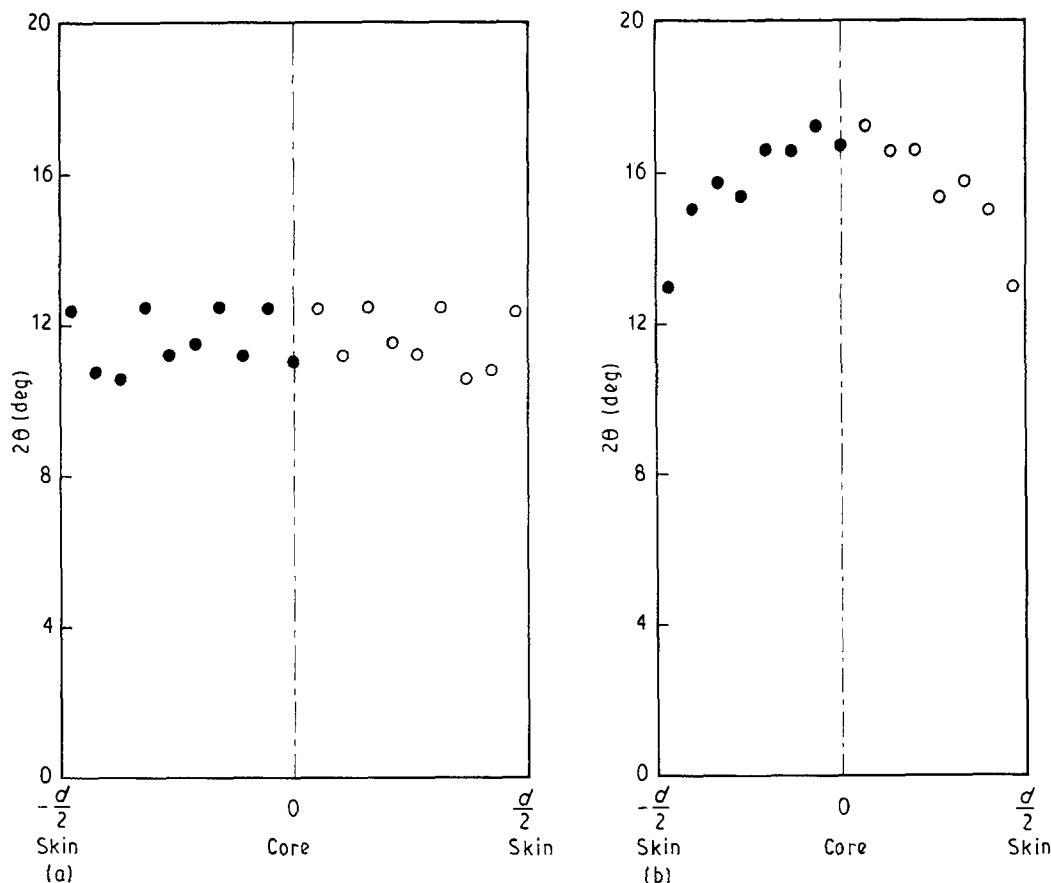 20
16
12
8
4
0
2θ (deg)
-d/2
0
d/2
Skin
Core
Skin
(a)
20
16
12
8
4
0
2θ (deg)
-d/2
0
d/2
Skin
Core
Skin
(b)